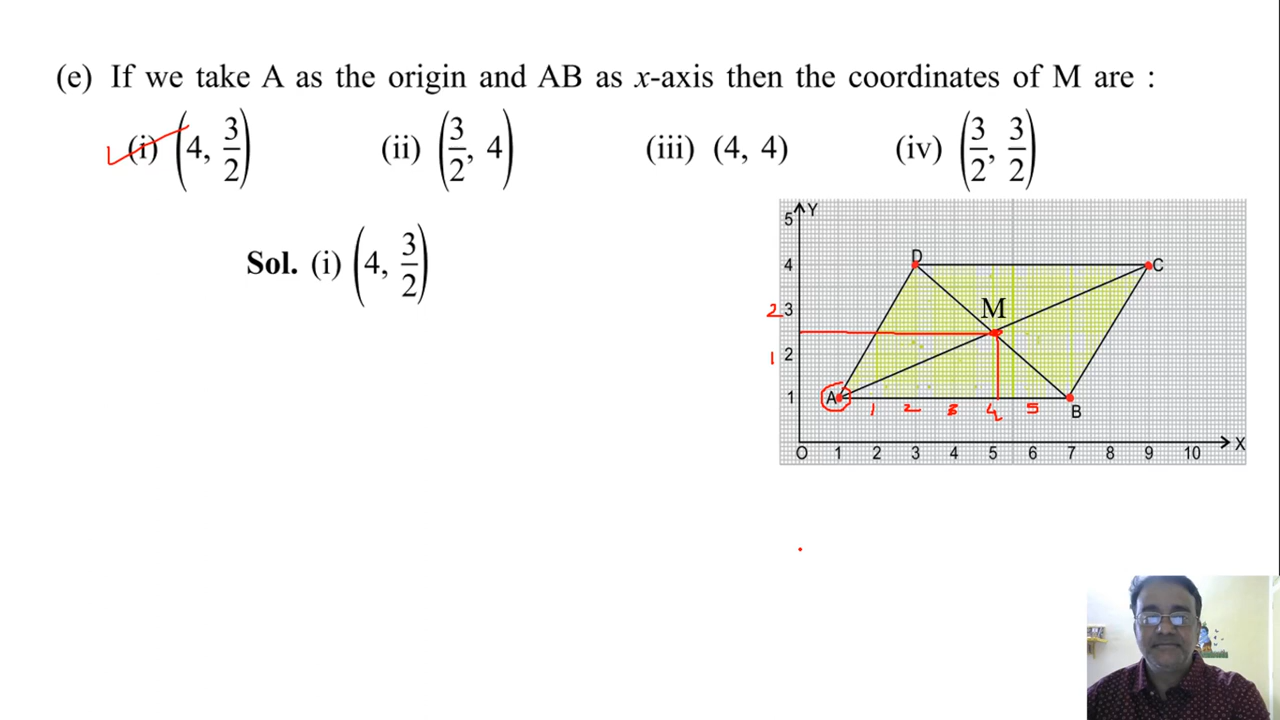 (e) If we take A as the origin and AB as x-axis then the coordinates of M are :
(i) (4, 3/2) (ii) (3/2, 4) (iii) (4, 4) (iv) (3/2, 3/2)
Sol. (i) (4, 3/2)
5 Y
4 D C
2 3 M
1 2
1 A 1 2 3 4 5 B
O 1 2 3 4 5 6 7 8 9 10 X